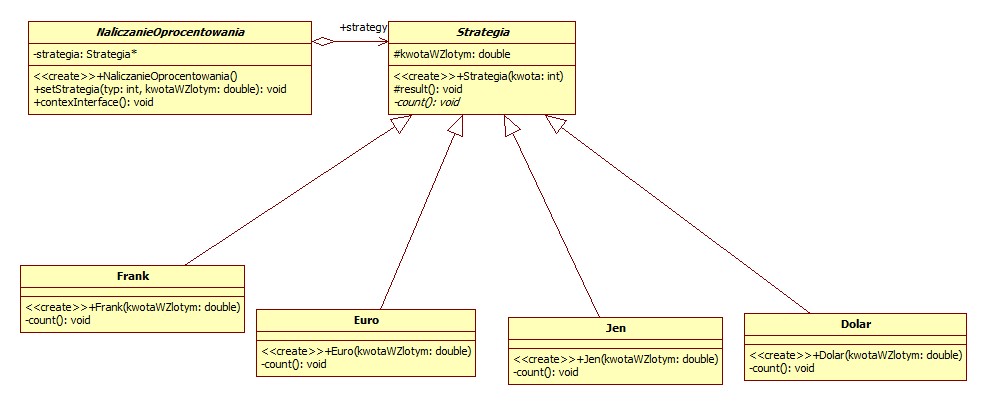 NaliczanieOprocentowania
-strategia: Strategia*
<<create>>+NaliczanieOprocentowania()
+setStrategia(typ: int, kwotaWZlotym: double): void
+contexInterface(): void
+strategy
Strategia
#kwotaWZlotym: double
<<create>>+Strategia(kwota: int)
#result(): void
-count(): void
Frank
<<create>>+Frank(kwotaWZlotym: double)
-count(): void
Euro
<<create>>+Euro(kwotaWZlotym: double)
-count(): void
Jen
<<create>>+Jen(kwotaWZlotym: double)
-count(): void
Dolar
<<create>>+Dolar(kwotaWZlotym: double)
-count(): void